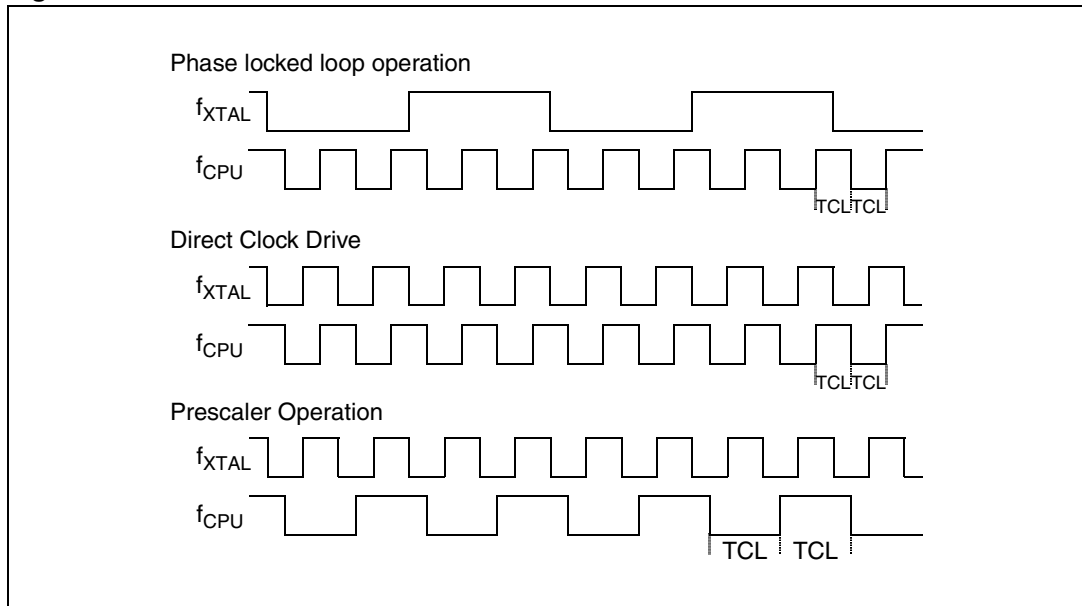 Phase locked loop operation
fXTAL
fCPU
TCL TCL
Direct Clock Drive
fXTAL
fCPU
TCL TCL
Prescaler Operation
fXTAL
fCPU
TCL TCL